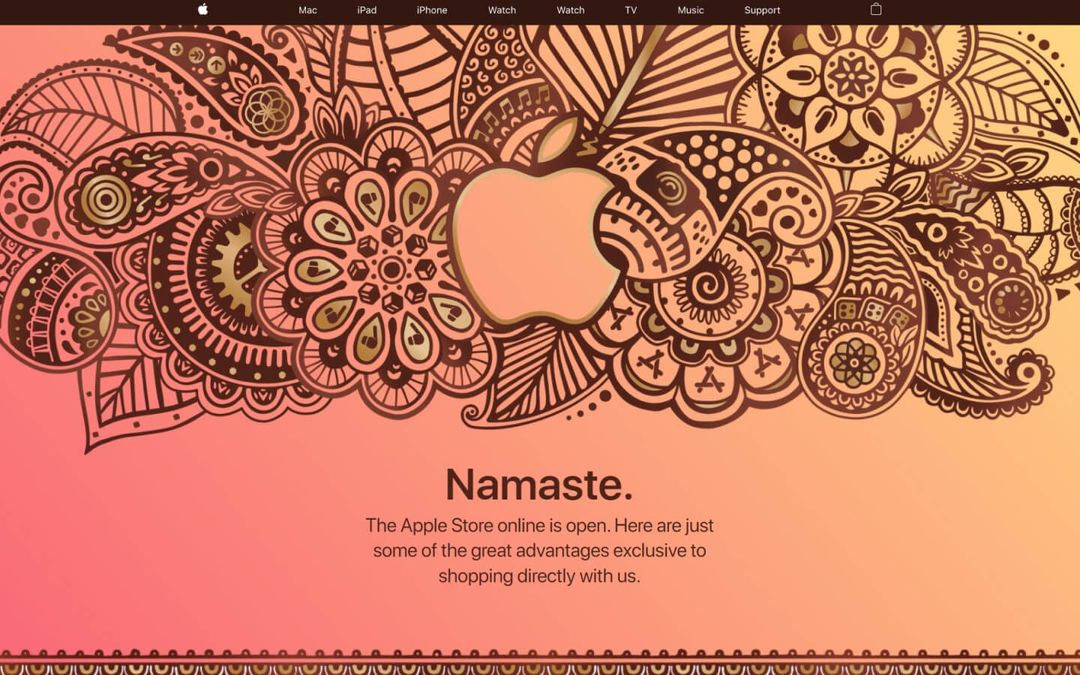 Mac iPad iPhone Watch Watch TV Music Support
Namaste.
The Apple Store online is open. Here are just
some of the great advantages exclusive to
shopping directly with us.